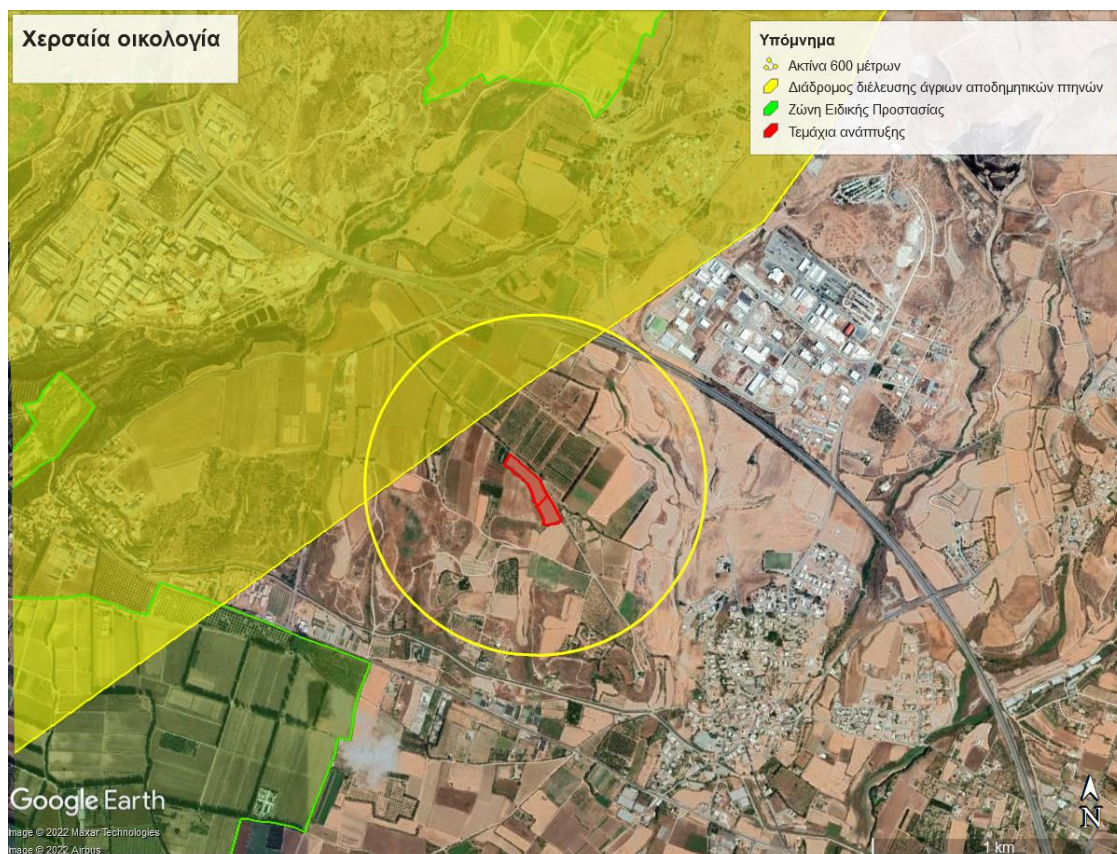 Χερσαία οικολογία
Υπόμνημα
Ακτίνα 600 μέτρων
Διάδρομος διέλευσης άγριων αποδημητικών πτηνών
Ζώνη Ειδικής Προστασίας
Τεμάχια ανάπτυξης
Google Earth
Image © 2022 Maxar Technologies
Image © 2022 Airbus
N
1 km